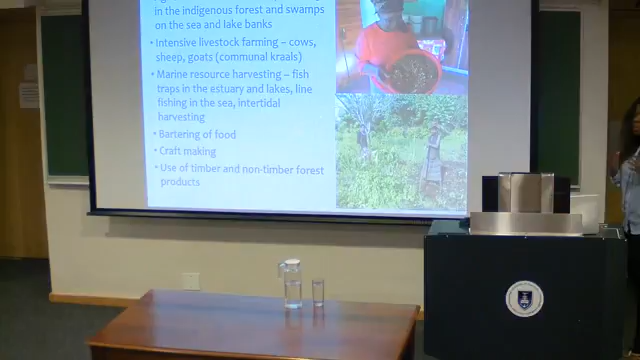 in the indigenous forest and swamps
on the sea and lake banks
• Intensive livestock farming – cows,
sheep, goats (communal kraals)
• Marine resource harvesting – fish
traps in the estuary and lakes, line
fishing in the sea, intertidal
harvesting
• Bartering of food
• Craft making
• Use of timber and non-timber forest
products